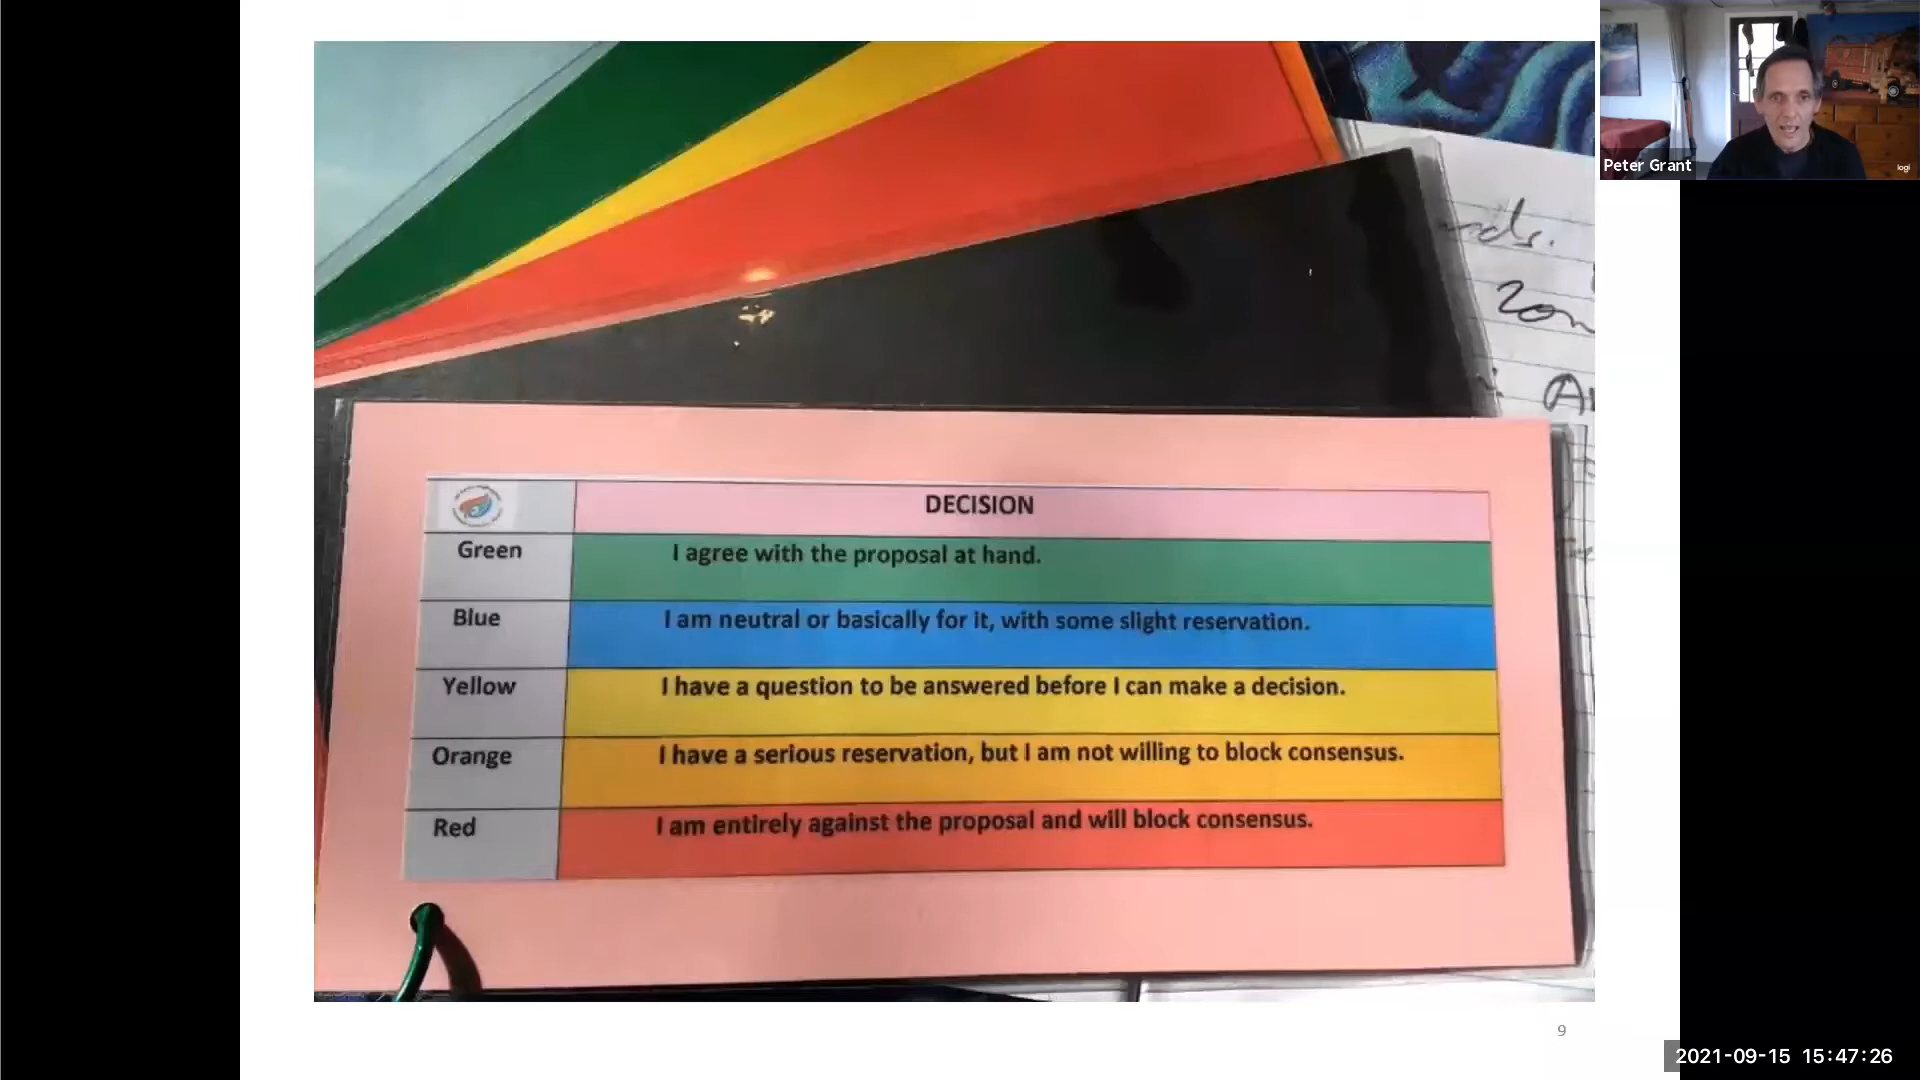 Peter Grant
logi
DECISION
Green
I agree with the proposal at hand.
Blue
I am neutral or basically for it, with some slight reservation.
Yellow
I have a question to be answered before I can make a decision.
Orange
I have a serious reservation, but I am not willing to block consensus.
Red
I am entirely against the proposal and will block consensus.
9
2021-09-15 15:47:26